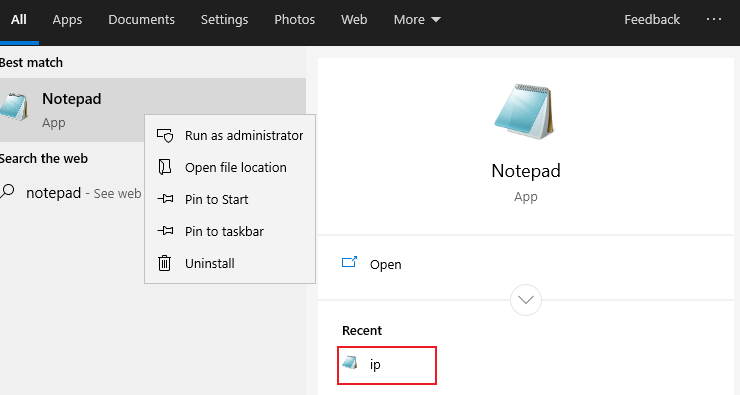 All Apps Documents Settings Photos Web More Feedback ...
Best match
Notepad
App
Search the web
notepad - See web
Run as administrator
Open file location
Pin to Start
Pin to taskbar
Uninstall
Notepad
App
Open
Recent
ip